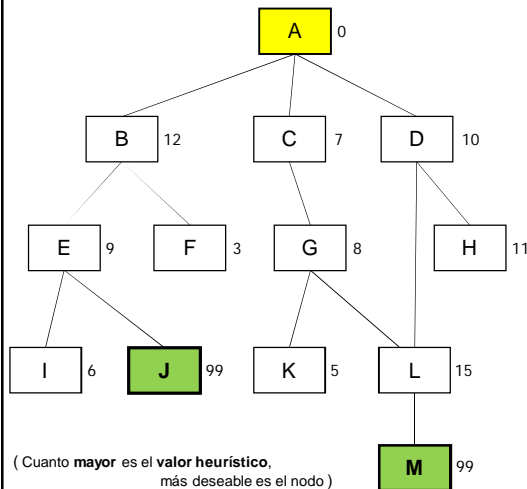 A 0
B 12 C 7 D 10
E 9 F 3 G 8 H 11
I 6 J 99 K 5 L 15
( Cuanto mayor es el valor heurístico,
más deseable es el nodo )
M 99